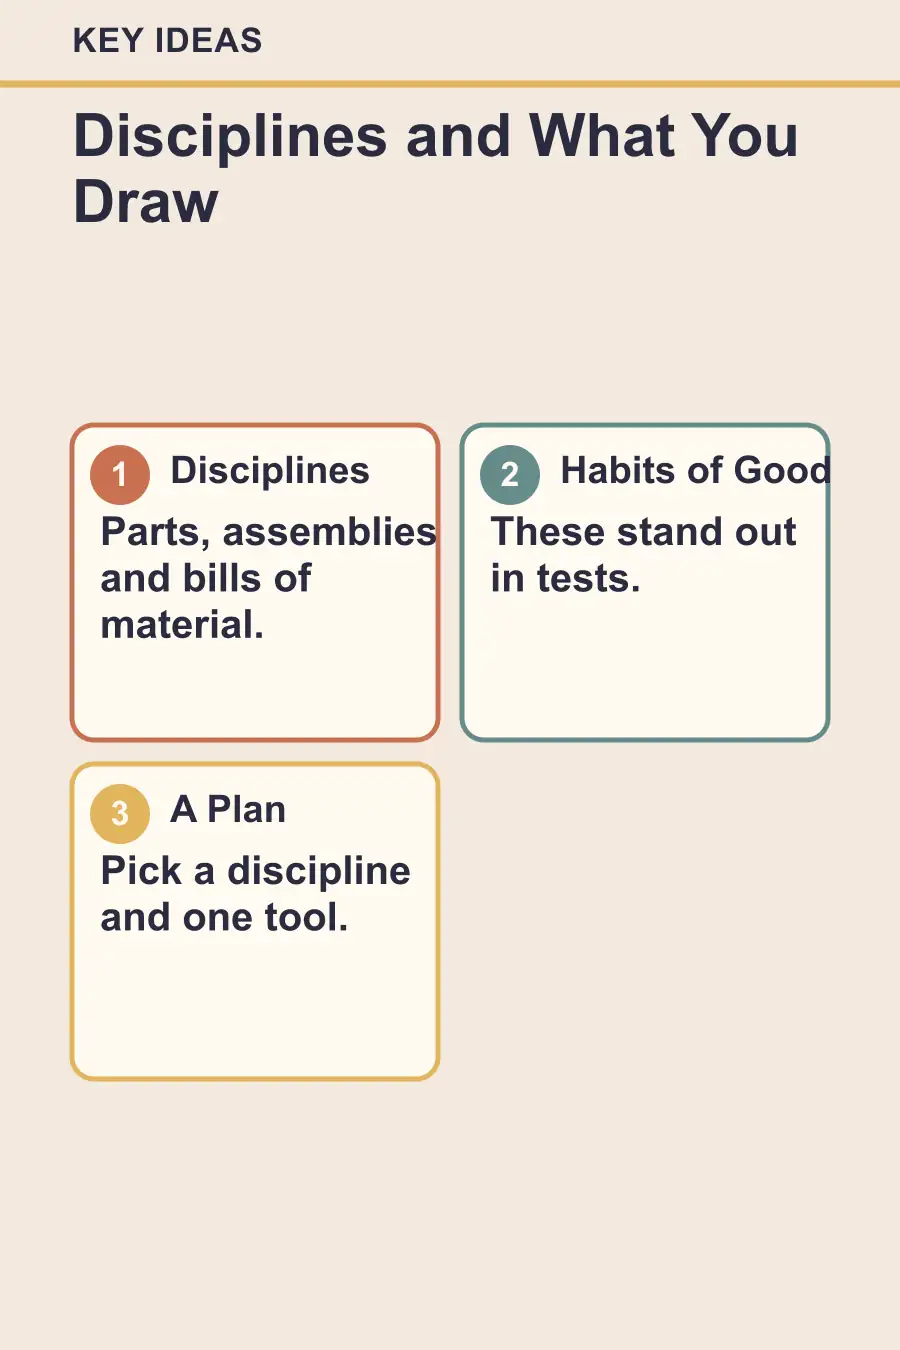 KEY IDEAS
Disciplines and What You
Draw
1
Disciplines
Parts, assemblies
and bills of
material.
2
Habits of Good
These stand out
in tests.
3
A Plan
Pick a discipline
and one tool.